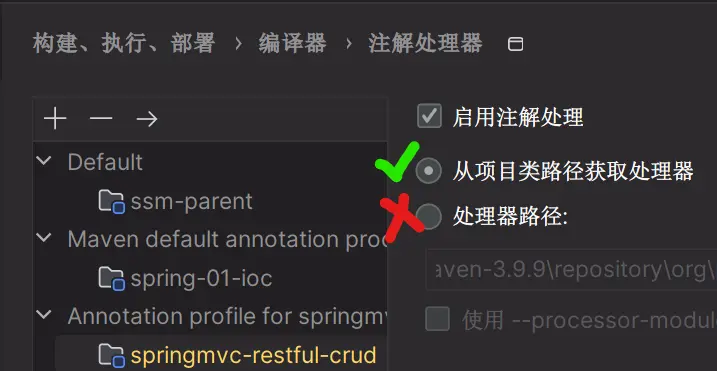 构建、执行、部署 › 编译器 › 注解处理器
启用注解处理
Default
从项目类路径获取处理器
ssm-parent
处理器路径:
Maven default annotation proc
spring-01-ioc
aven-3.9.9\repository\org\
Annotation profile for springmv
使用 --processor-module
springmvc-restful-crud